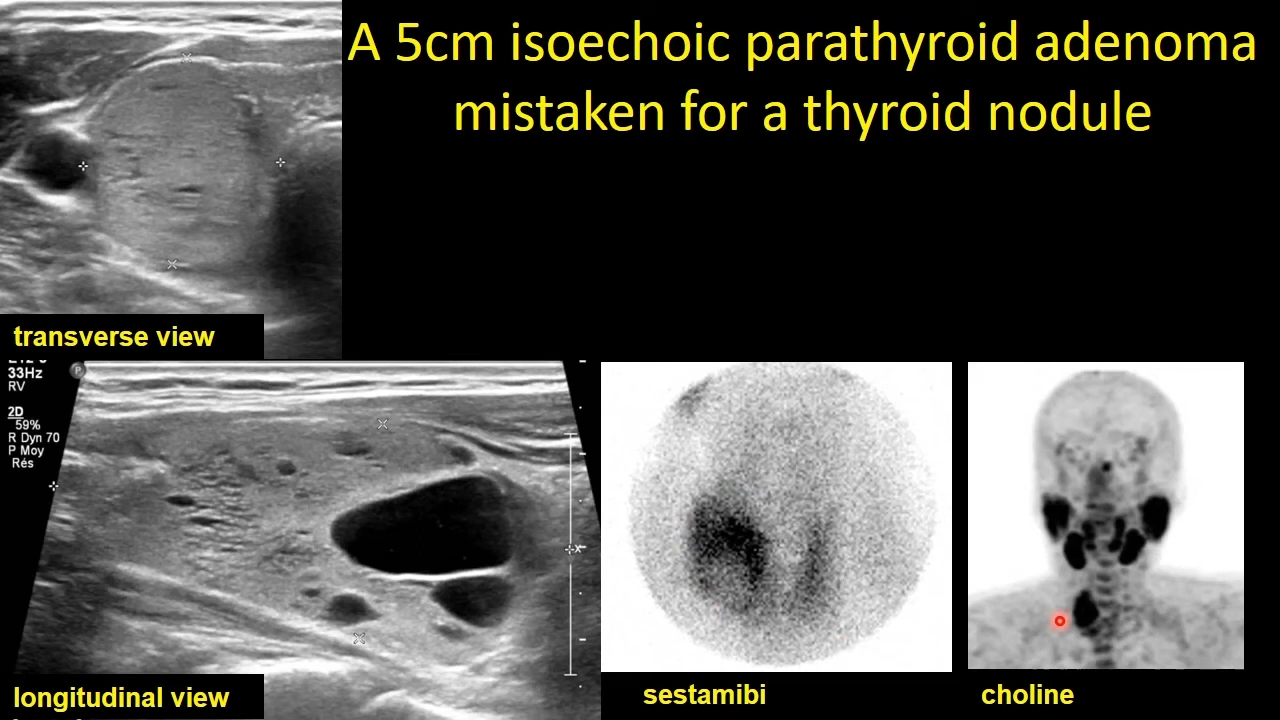 A 5cm isoechoic parathyroid adenoma
mistaken for a thyroid nodule
transverse view
33Hz
RV
P
2D
59%
R Dyn 70
P Moy
Rés
x
longitudinal view
sestamibi
choline